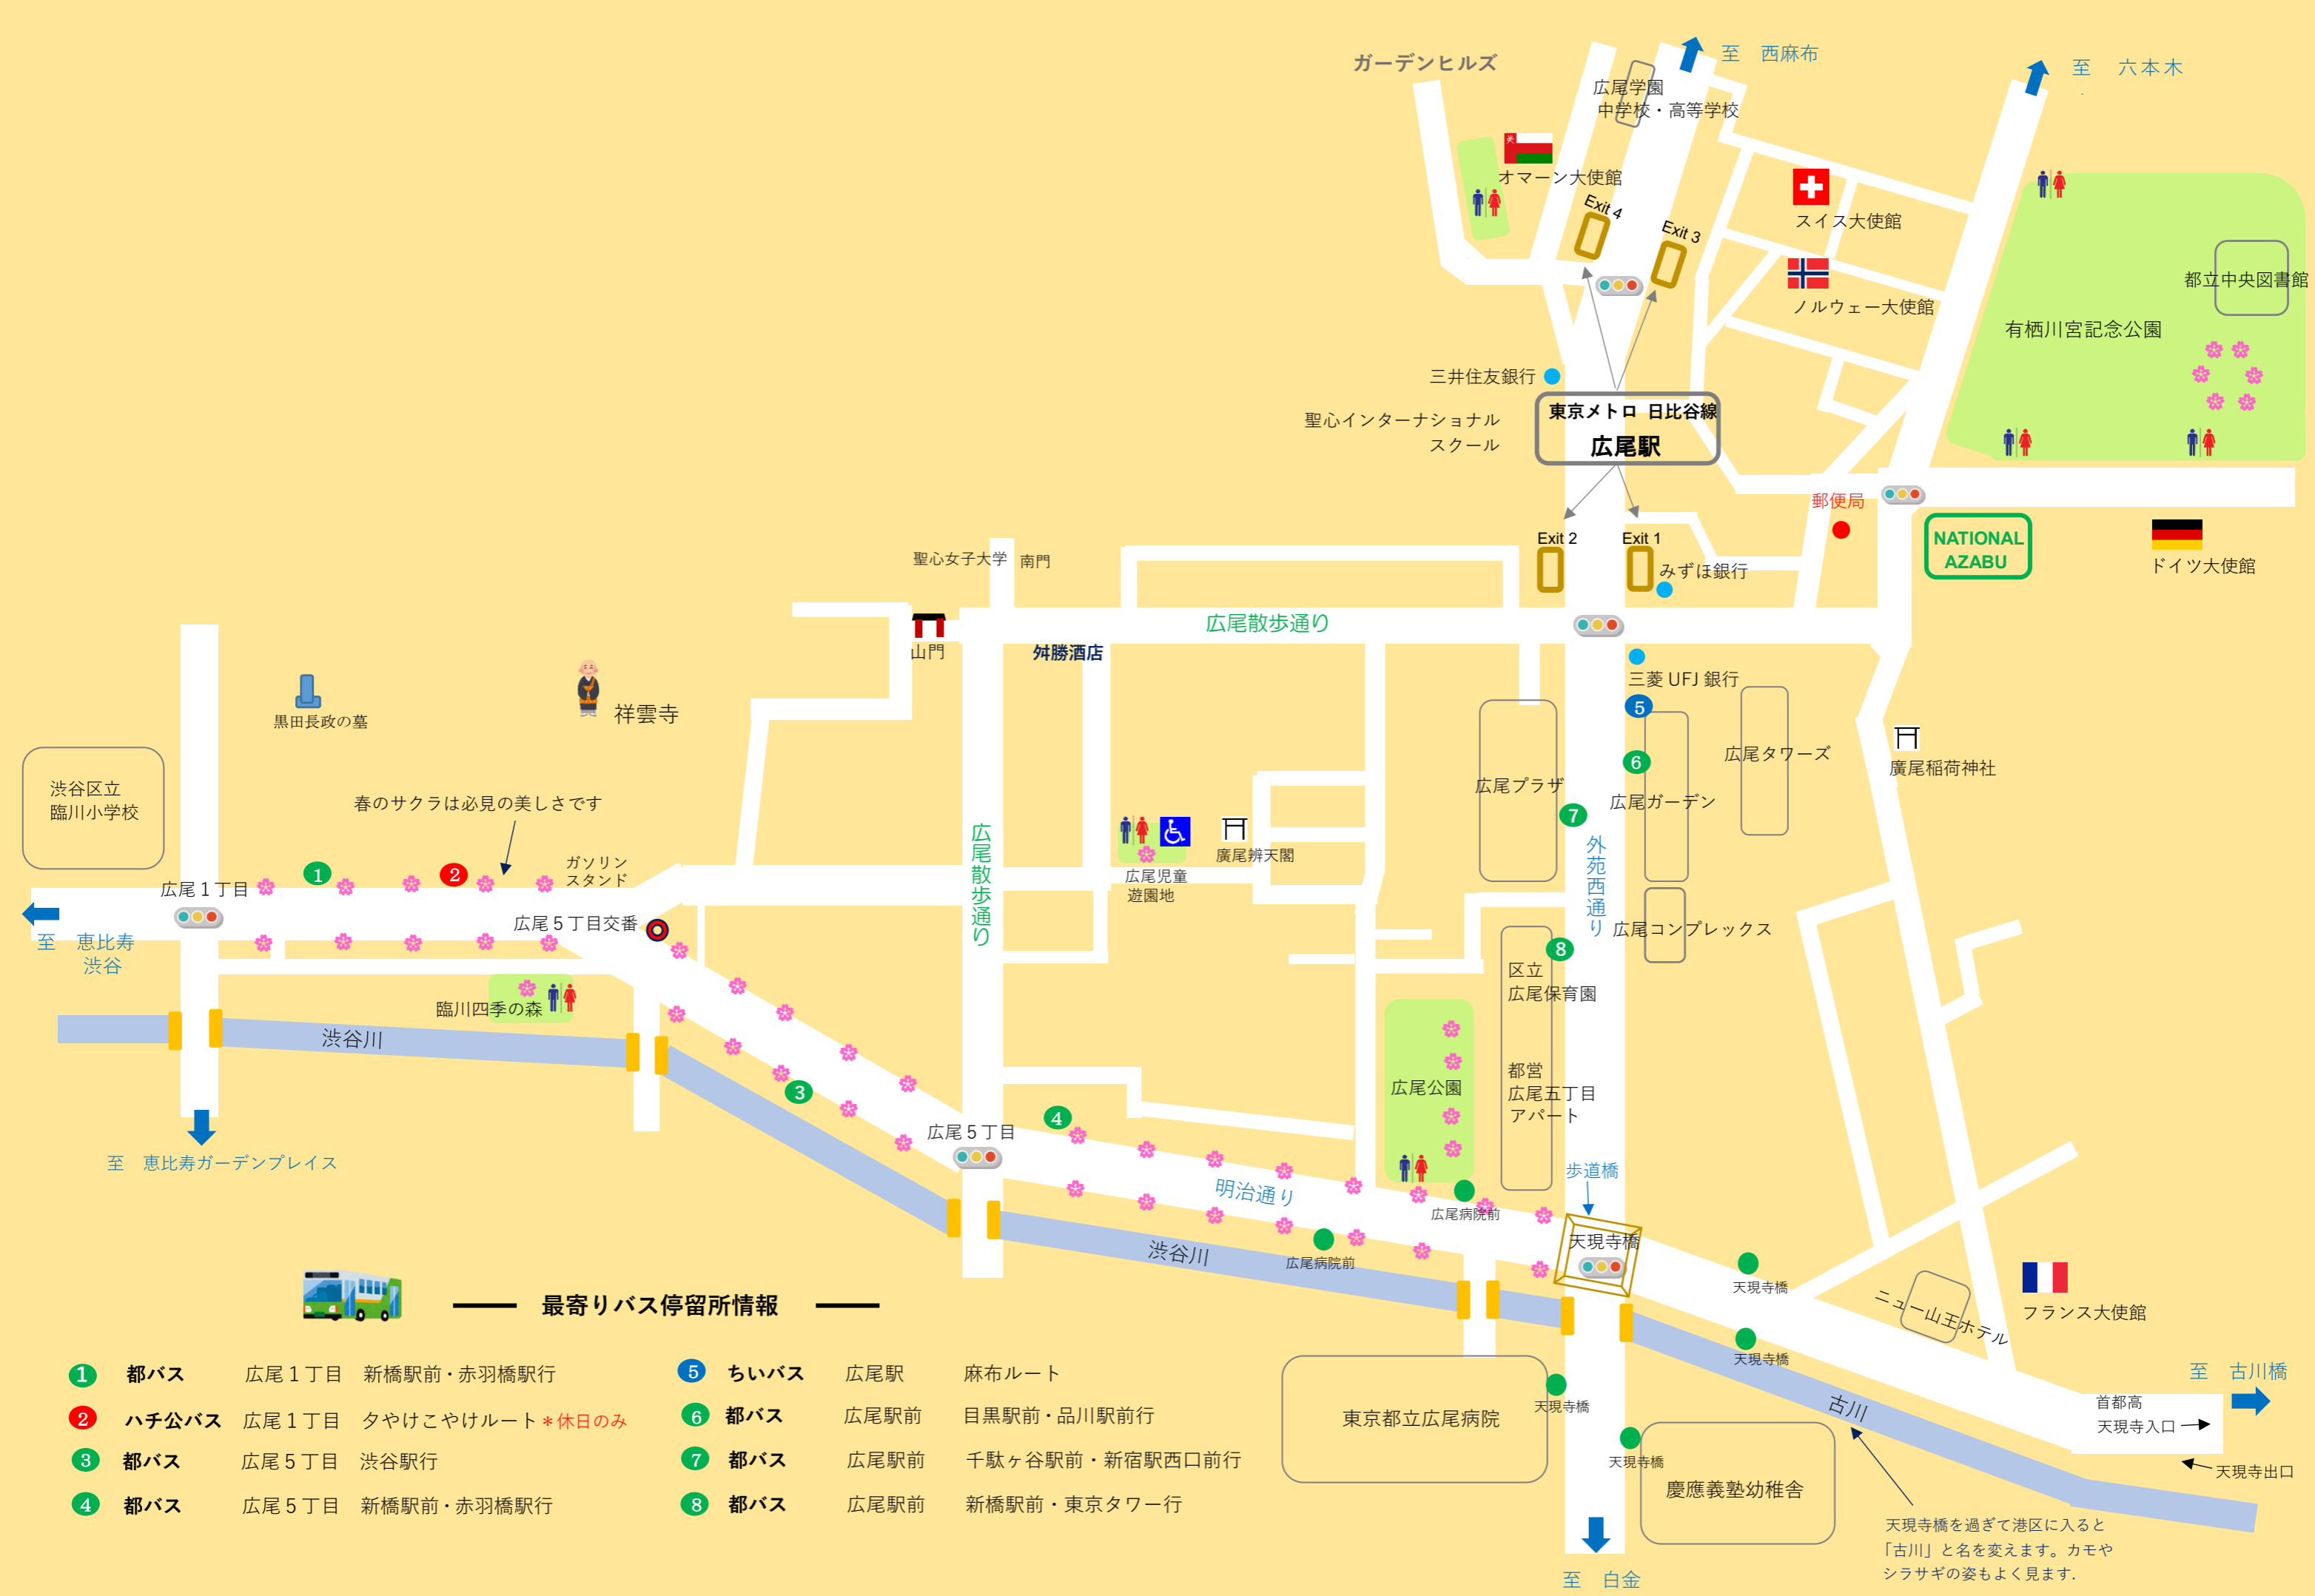 ガーデンヒルズ
至 西麻布
至 六本木
広尾学園
中学校・高等学校
オマーン大使館
Exit 4
Exit 3
スイス大使館
ノルウェー大使館
都立中央図書館
有栖川宮記念公園
三井住友銀行
聖心インターナショナル
スクール
東京メトロ 日比谷線
広尾駅
郵便局
NATIONAL
AZABU
ドイツ大使館
Exit 2
Exit 1
みずほ銀行
聖心女子大学 南門
広尾散歩通り
山門
舛勝酒店
三菱 UFJ 銀行
5
黒田長政の墓
祥雲寺
広尾タワーズ
廣尾稲荷神社
6
広尾プラザ
広尾ガーデン
7
渋谷区立
臨川小学校
春のサクラは必見の美しさです
広尾散歩通り
廣尾辨天閣
外苑西通り
ガソリン
スタンド
1
2
広尾児童
遊園地
広尾1丁目
広尾5丁目交番
広尾コンプレックス
8
至 恵比寿
渋谷
区立
広尾保育園
臨川四季の森
渋谷川
都営
広尾五丁目
アパート
広尾公園
3
4
広尾5丁目
至 恵比寿ガーデンプレイス
歩道橋
明治通り
広尾病院前
渋谷川
広尾病院前
天現寺橋
天現寺橋
ニュー山王ホテル
フランス大使館
天現寺橋
最寄りバス停留所情報
1 都バス 広尾1丁目 新橋駅前・赤羽橋駅行
2 ハチ公バス 広尾1丁目 夕やけこやけルート＊休日のみ
3 都バス 広尾5丁目 渋谷駅行
4 都バス 広尾5丁目 新橋駅前・赤羽橋駅行
5 ちいバス 広尾駅 麻布ルート
6 都バス 広尾駅前 目黒駅前・品川駅前行
7 都バス 広尾駅前 千駄ヶ谷駅前・新宿駅西口前行
8 都バス 広尾駅前 新橋駅前・東京タワー行
東京都立広尾病院
天現寺橋
天現寺橋
慶應義塾幼稚舎
古川
至 古川橋
首都高
天現寺入口
天現寺出口
天現寺橋を過ぎて港区に入ると
「古川」と名を変えます。カモや
シラサギの姿もよく見ます.
至 白金